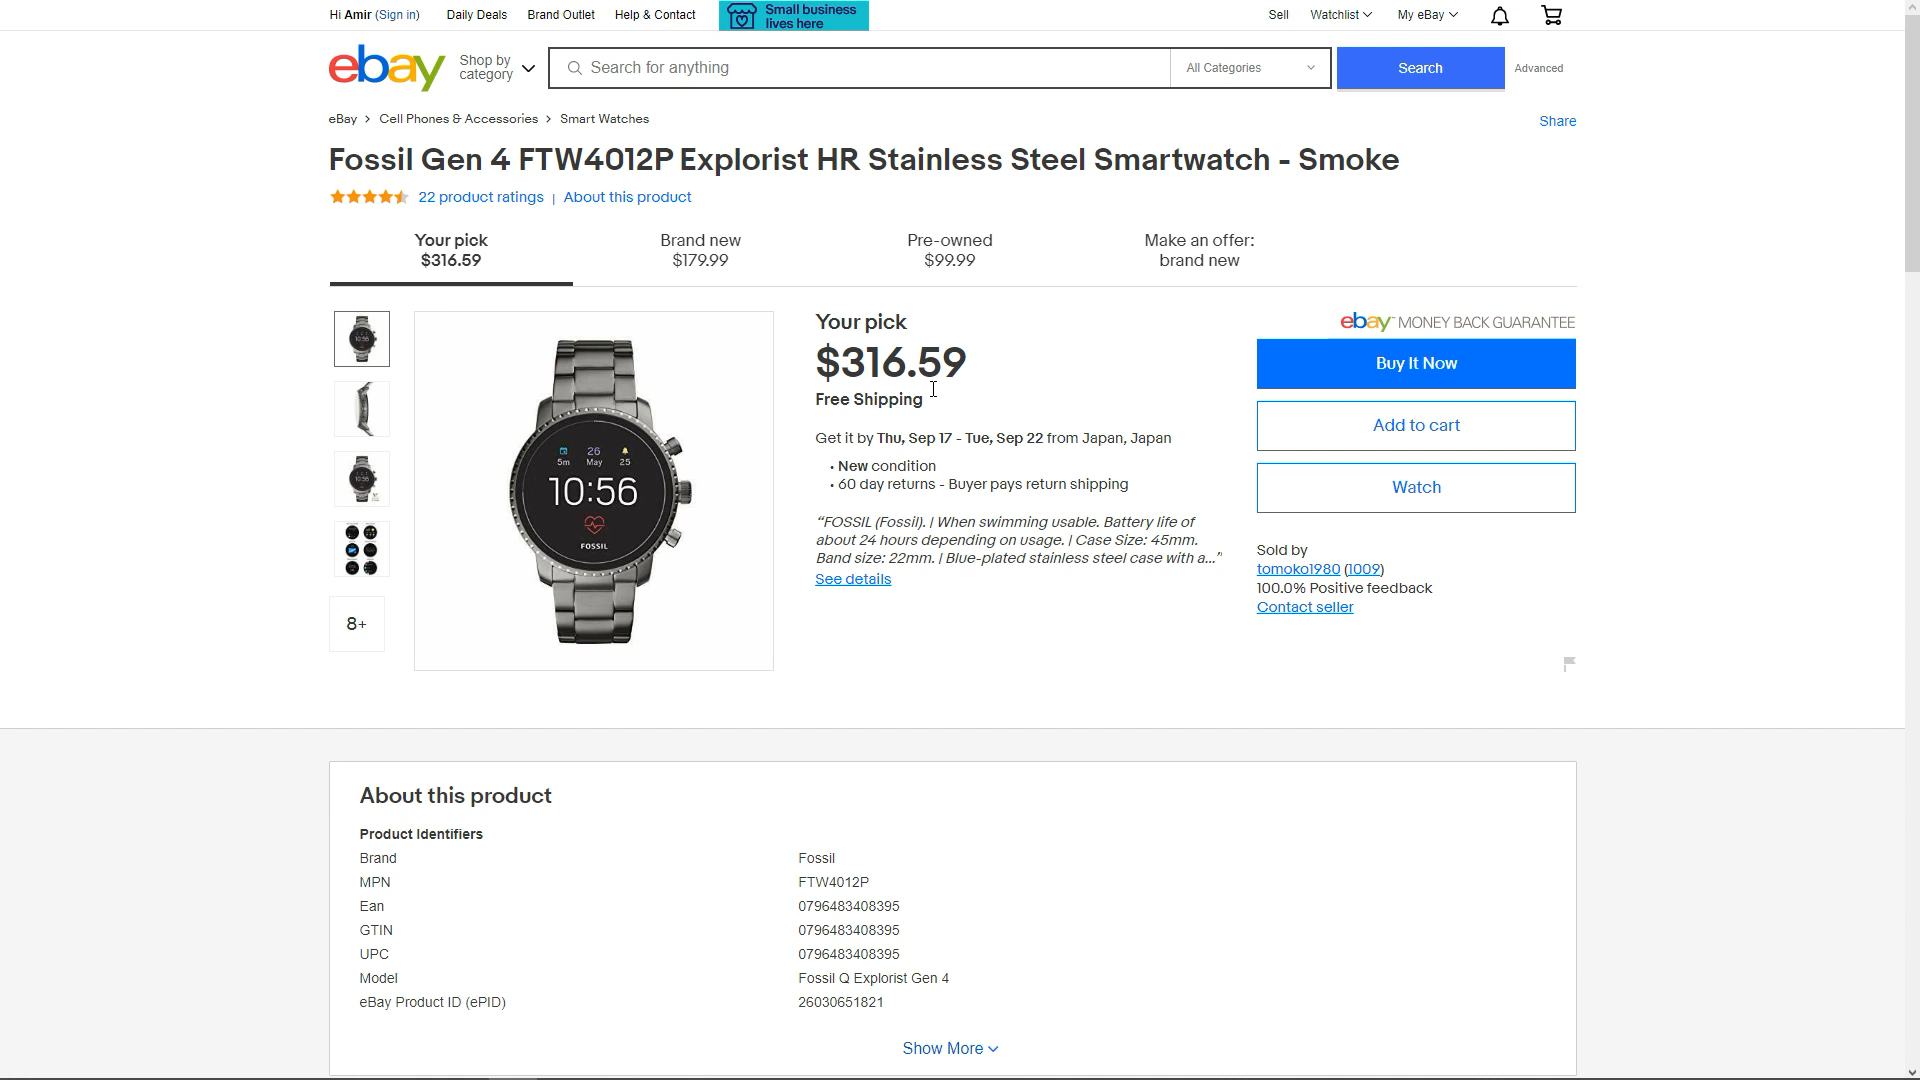 Hi Amir (Sign in) Daily Deals Brand Outlet Help & Contact Small business lives here Sell Watchlist My eBay
ebay Shop by category Search for anything All Categories Search Advanced
eBay > Cell Phones & Accessories > Smart Watches Share
Fossil Gen 4 FTW4012P Explorist HR Stainless Steel Smartwatch - Smoke
22 product ratings | About this product
Your pick Brand new Pre-owned Make an offer:
$316.59 $179.99 $99.99 brand new
Your pick
$316.59
Free Shipping
Get it by Thu, Sep 17 - Tue, Sep 22 from Japan, Japan
• New condition
• 60 day returns - Buyer pays return shipping
“FOSSIL (Fossil). | When swimming usable. Battery life of
about 24 hours depending on usage. | Case Size: 45mm.
Band size: 22mm. | Blue-plated stainless steel case with a...”
See details
ebay MONEY BACK GUARANTEE
Buy It Now
Add to cart
Watch
Sold by
tomoko1980 (1009)
100.0% Positive feedback
Contact seller
5m 26 May 25
10:56
FOSSIL
8+
About this product
Product Identifiers
Brand Fossil
MPN FTW4012P
Ean 0796483408395
GTIN 0796483408395
UPC 0796483408395
Model Fossil Q Explorist Gen 4
eBay Product ID (ePID) 26030651821
Show More